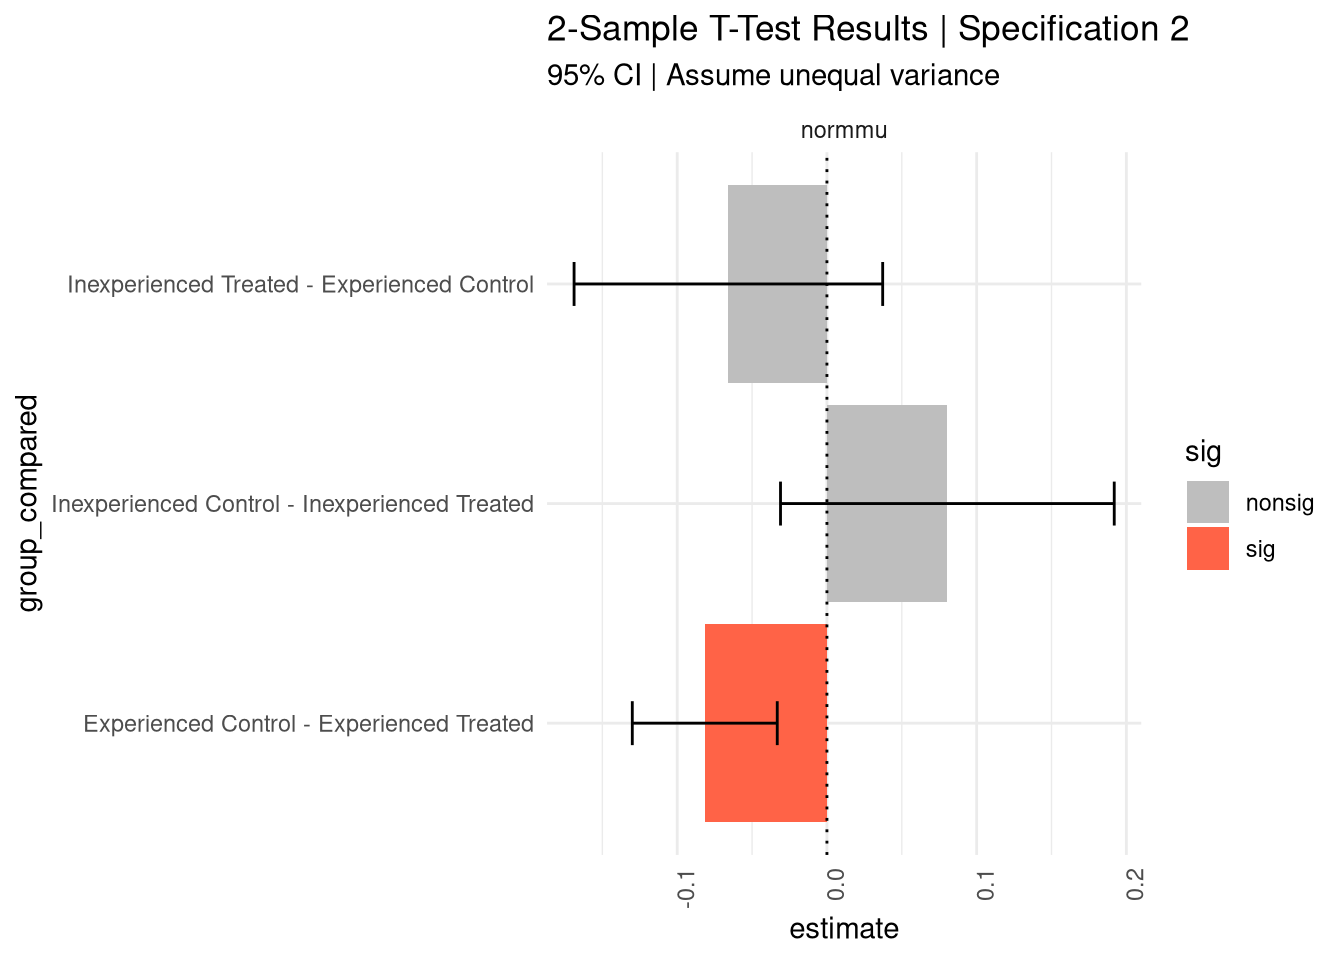 2-Sample T-Test Results | Specification 2
95% CI | Assume unequal variance
normmu
Inexperienced Treated - Experienced Control
Inexperienced Control - Inexperienced Treated
Experienced Control - Experienced Treated
group_compared
-0.1
0.0
0.1
0.2
estimate
sig
nonsig
sig